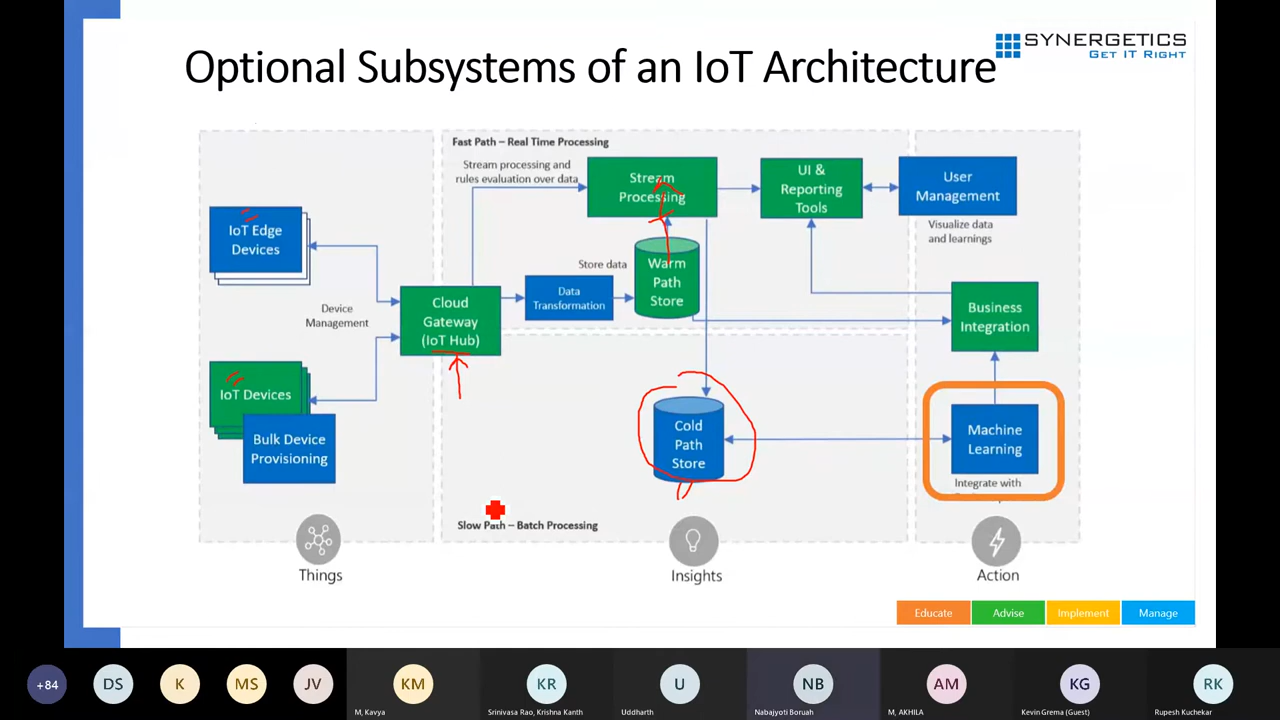 Optional Subsystems of an IoT Architecture
SYNERGETICS
GET IT RIGHT
Fast Path – Real Time Processing
Stream processing and
rules evaluation over data
Stream
Processing
UI &
Reporting
Tools
User
Management
Visualize data
and learnings
IoT Edge
Devices
Store data
Warm
Path
Store
Data
Transformation
Device
Management
Cloud
Gateway
(IoT Hub)
Business
Integration
IoT Devices
Bulk Device
Provisioning
Cold
Path
Store
Machine
Learning
Integrate with
Slow Path – Batch Processing
Things
Insights
Action
Educate
Advise
Implement
Manage
+84
DS
K
MS
JV
KM
KR
U
NB
AM
KG
RK
M, Kavya
Srinivasa Rao, Krishna Kanth
Uddharth
Nabajyoti Boruah
M, AKHILA
Kevin Grema (Guest)
Rupesh Kuchekar